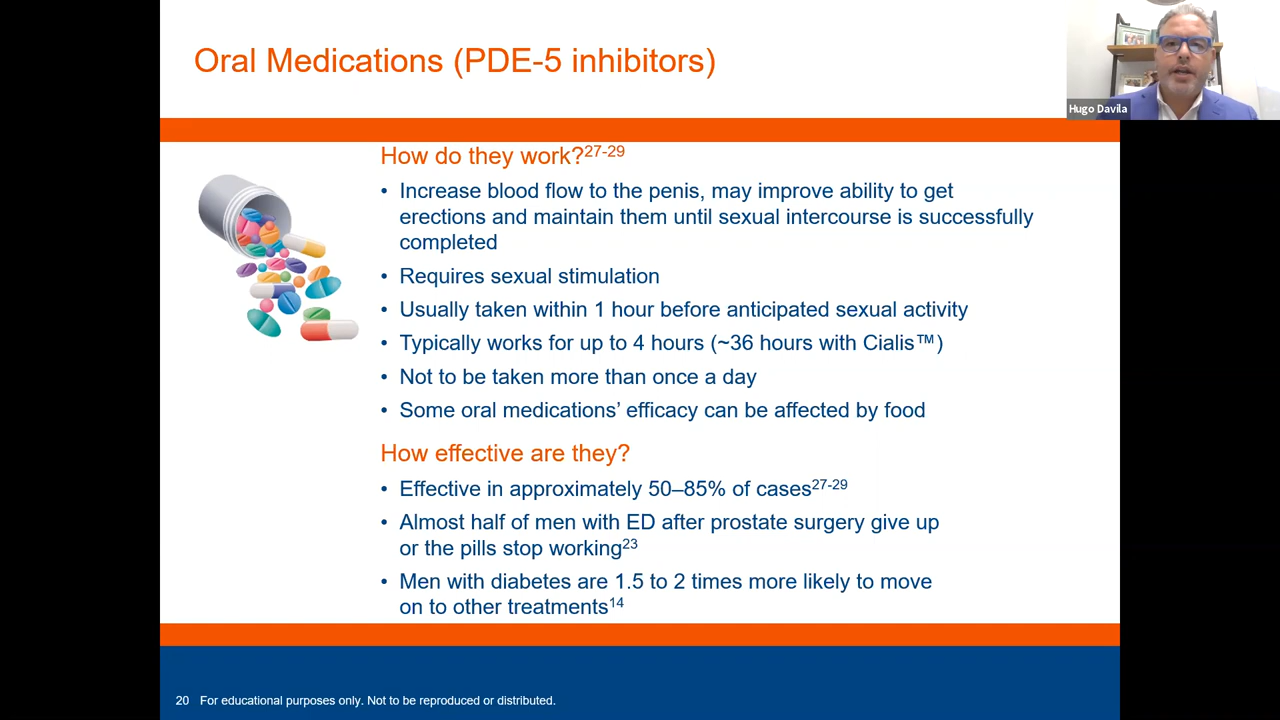 Oral Medications (PDE-5 inhibitors)
Hugo Davila
How do they work?27-29
• Increase blood flow to the penis, may improve ability to get
erections and maintain them until sexual intercourse is successfully
completed
• Requires sexual stimulation
• Usually taken within 1 hour before anticipated sexual activity
• Typically works for up to 4 hours (~36 hours with Cialis™)
• Not to be taken more than once a day
• Some oral medications’ efficacy can be affected by food
How effective are they?
• Effective in approximately 50–85% of cases27-29
• Almost half of men with ED after prostate surgery give up
or the pills stop working23
• Men with diabetes are 1.5 to 2 times more likely to move
on to other treatments14
20 For educational purposes only. Not to be reproduced or distributed.